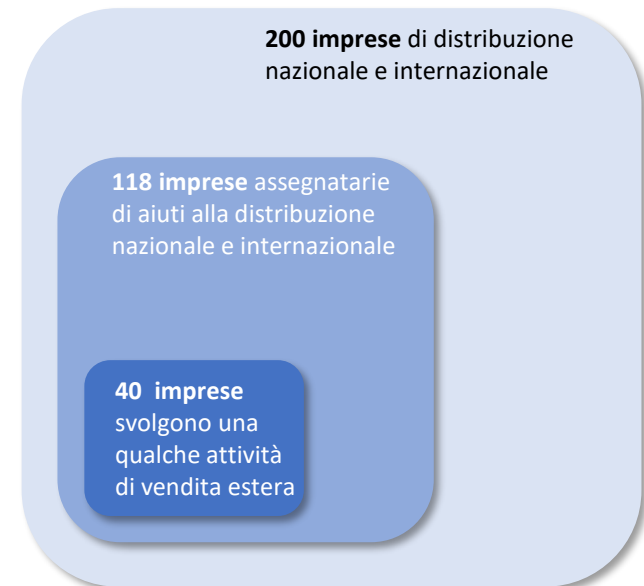 200 imprese di distribuzione
nazionale e internazionale
118 imprese assegnatarie
di aiuti alla distribuzione
nazionale e internazionale
40 imprese
svolgono una
qualche attività
di vendita estera